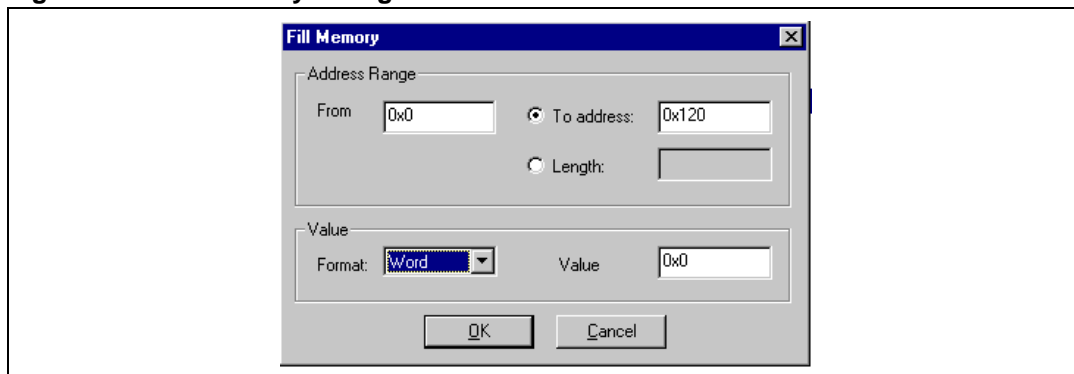 Fill Memory
Address Range
From 0x0 To address: 0x120
Length:
Value
Format: Word Value 0x0
OK Cancel